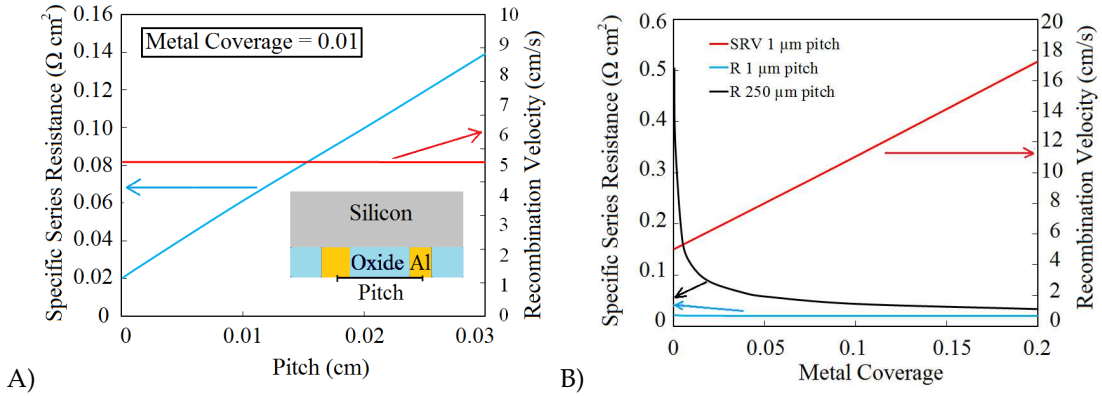 A)
Specific Series Resistance (Ω cm²)
0.16
0.14
0.12
0.10
0.08
0.06
0.04
0.02
0
Metal Coverage = 0.01
Silicon
Oxide Al
Pitch
0 0.01 0.02 0.03
Pitch (cm)
10
9
8
7
6
5
4
3
2
1
0
Recombination Velocity (cm/s)
B)
Specific Series Resistance (Ω cm²)
0.6
0.5
0.4
0.3
0.2
0.1
0
SRV 1 µm pitch
R 1 µm pitch
R 250 µm pitch
0 0.05 0.1 0.15 0.2
Metal Coverage
20
18
16
14
12
10
8
6
4
2
0
Recombination Velocity (cm/s)